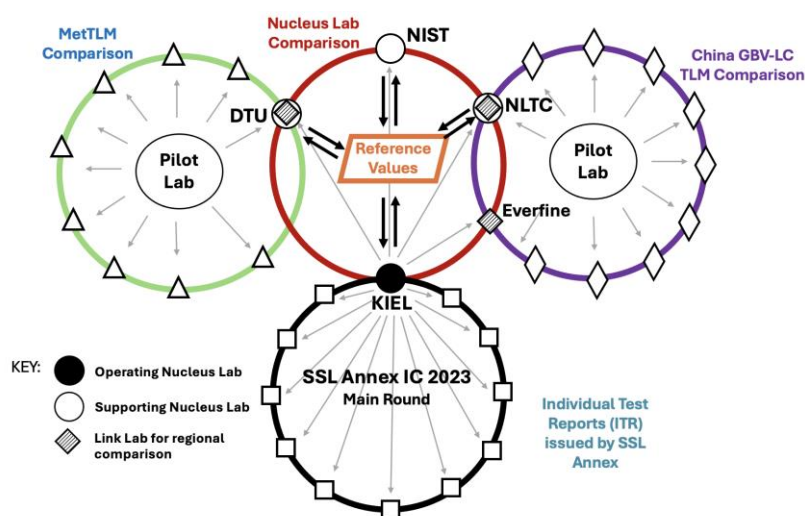 MetTLM
Comparison
Nucleus Lab
Comparison
NIST
China GBV-LC
TLM Comparison
DTU
NLTC
Pilot
Lab
Reference
Values
Pilot
Lab
Everfine
KIEL
KEY:
Operating Nucleus Lab
Supporting Nucleus Lab
Link Lab for regional
comparison
SSL Annex IC 2023
Main Round
Individual Test
Reports (ITR)
issued by SSL
Annex